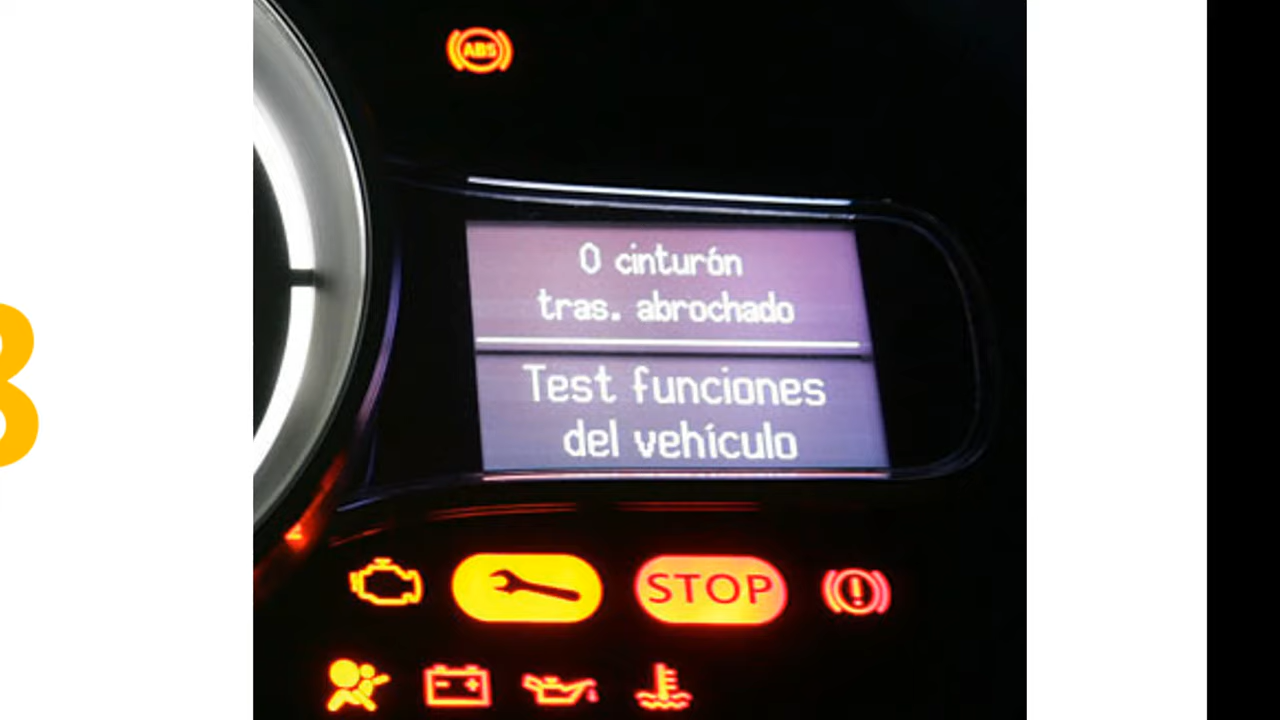 ABS
0 cinturón
tras. abrochado
Test funciones
del vehículo
STOP